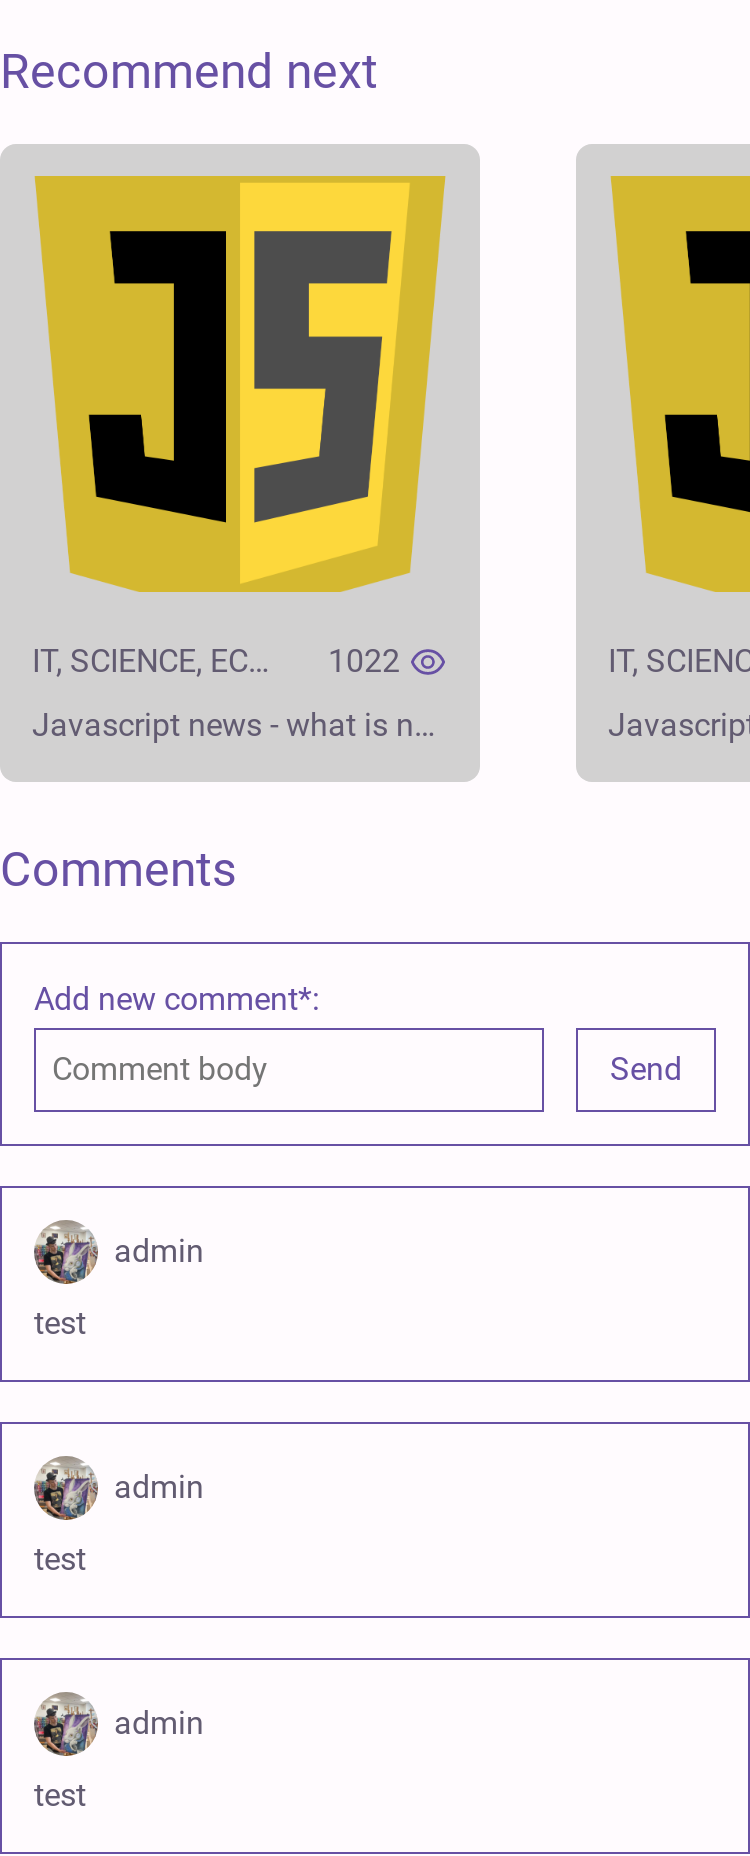 Recommend next
JS
J
IT, SCIENCE, EC...
1022
IT, SCIENC
Javascript news - what is n...
Javascript
Comments
Add new comment*:
Comment body
Send
admin
test
admin
test
admin
test